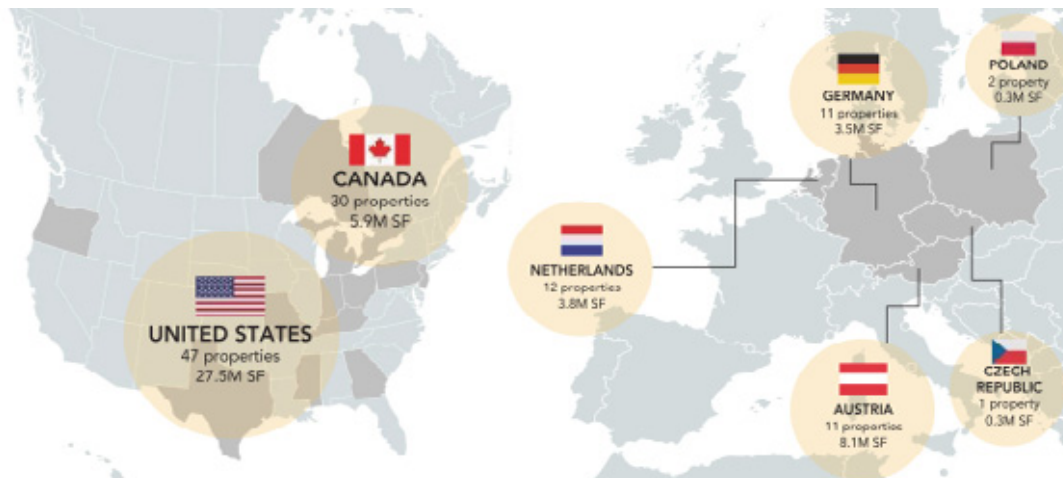 CANADA
30 properties
5.9M SF
UNITED STATES
47 properties
27.5M SF
GERMANY
11 properties
3.5M SF
POLAND
2 property
0.3M SF
NETHERLANDS
12 properties
3.8M SF
AUSTRIA
11 properties
8.1M SF
CZECH
REPUBLIC
1 property
0.3M SF